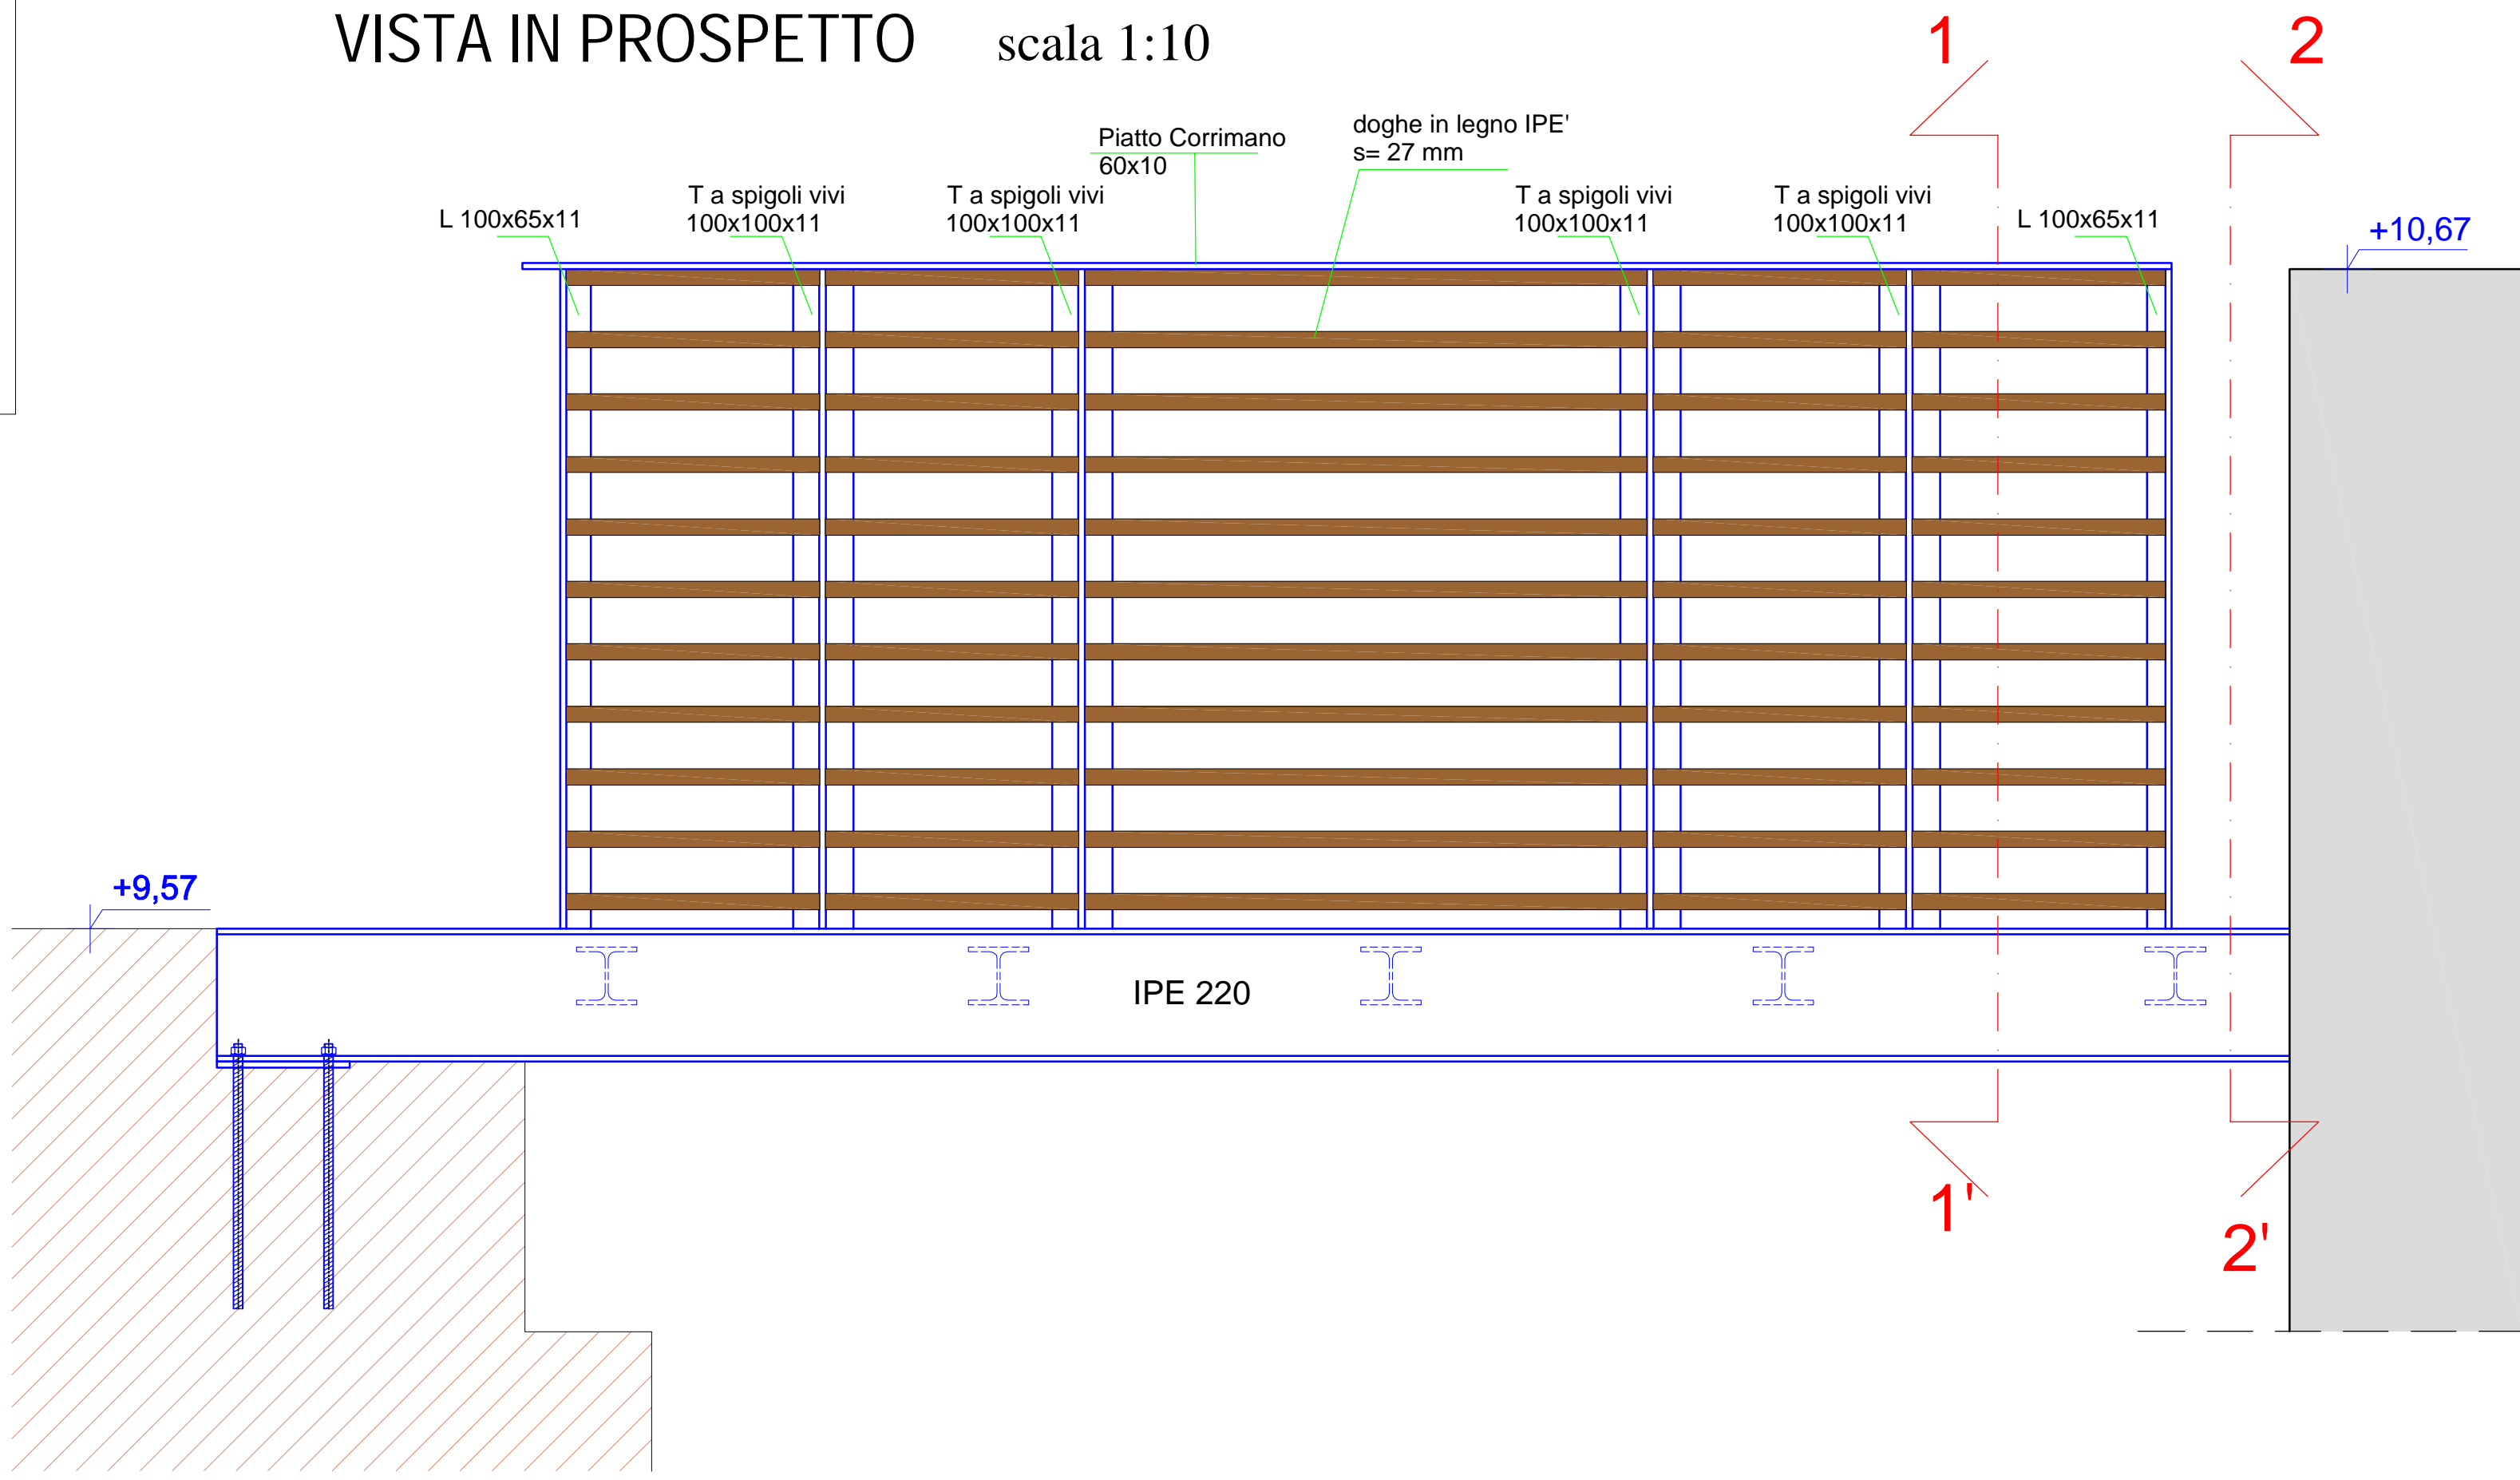 VISTA IN PROSPETTO scala 1:10
1
2
Piatto Corrimano
60x10
doghe in legno IPE'
s= 27 mm
L 100x65x11
T a spigoli vivi
100x100x11
T a spigoli vivi
100x100x11
T a spigoli vivi
100x100x11
T a spigoli vivi
100x100x11
L 100x65x11
+10,67
+9,57
IPE 220
1'
2'